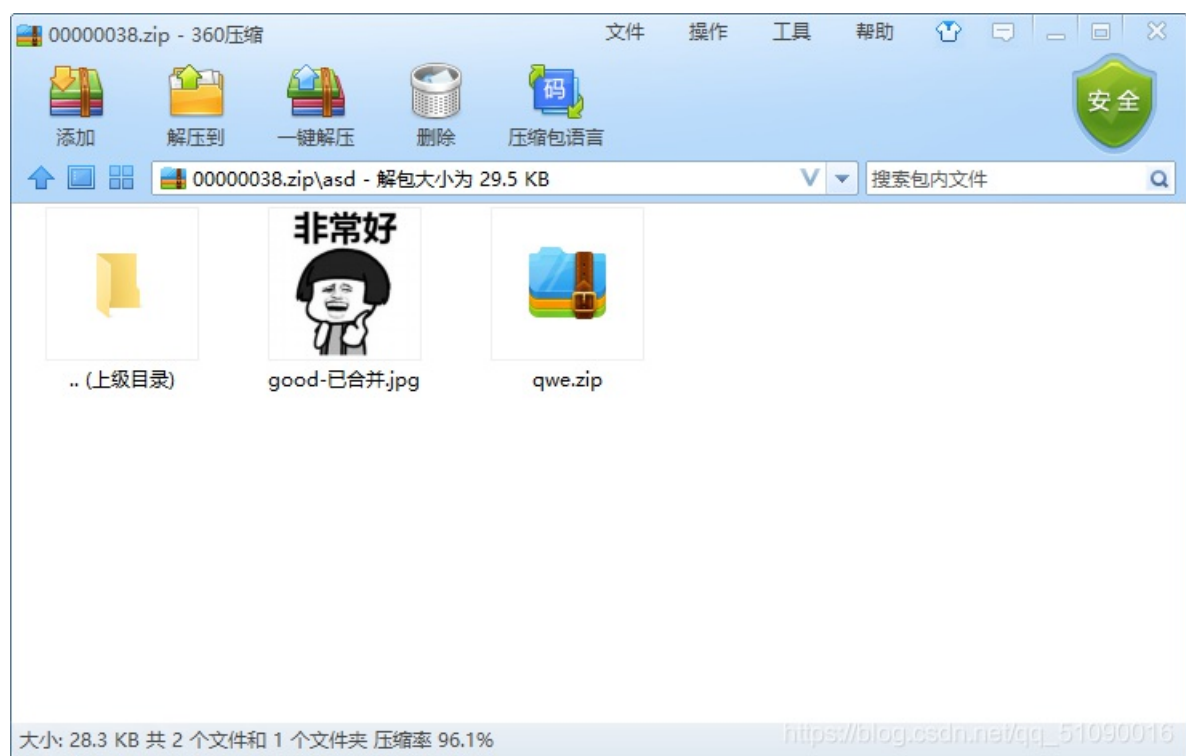 00000038.zip - 360压缩 文件 操作 工具 帮助
添加 解压到 一键解压 删除 码 压缩包语言 安全
00000038.zip\asd - 解包大小为 29.5 KB 搜索包内文件
非常好
.. (上级目录) good-已合并.jpg qwe.zip
大小: 28.3 KB 共 2 个文件和 1 个文件夹 压缩率 96.1%
https://blog.csdn.net/qq_51090016